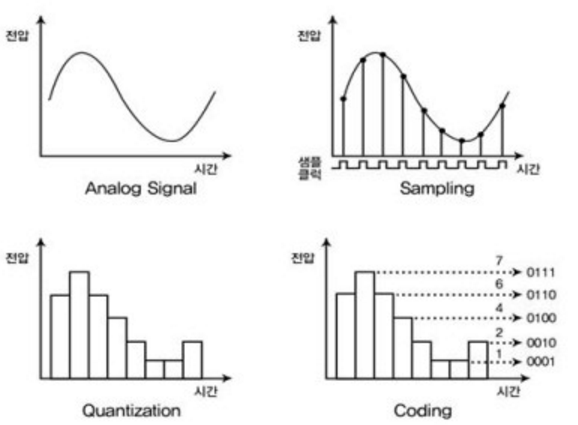 전압
시간
Analog Signal
전압
샘플
클럭
시간
Sampling
전압
시간
Quantization
전압
7
0111
6
0110
4
0100
2
0010
1
0001
시간
Coding